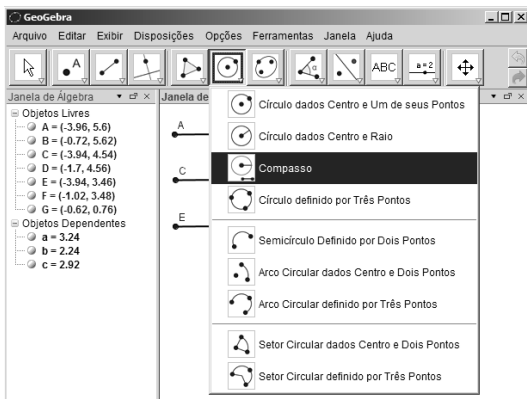 GeoGebra
Arquivo Editar Exibir Disposições Opções Ferramentas Janela Ajuda
A
α
ABC
a=2
Janela de Álgebra
Janela de
Objetos Livres
A = (-3.96, 5.6)
B = (-0.72, 5.62)
C = (-3.94, 4.54)
D = (-1.7, 4.56)
E = (-3.94, 3.46)
F = (-1.02, 3.48)
G = (-0.62, 0.76)
Objetos Dependentes
a = 3.24
b = 2.24
c = 2.92
A
C
E
Círculo dados Centro e Um de seus Pontos
Círculo dados Centro e Raio
Compasso
Círculo definido por Três Pontos
Semicírculo Definido por Dois Pontos
Arco Circular dados Centro e Dois Pontos
Arco Circular definido por Três Pontos
Setor Circular dados Centro e Dois Pontos
Setor Circular definido por Três Pontos